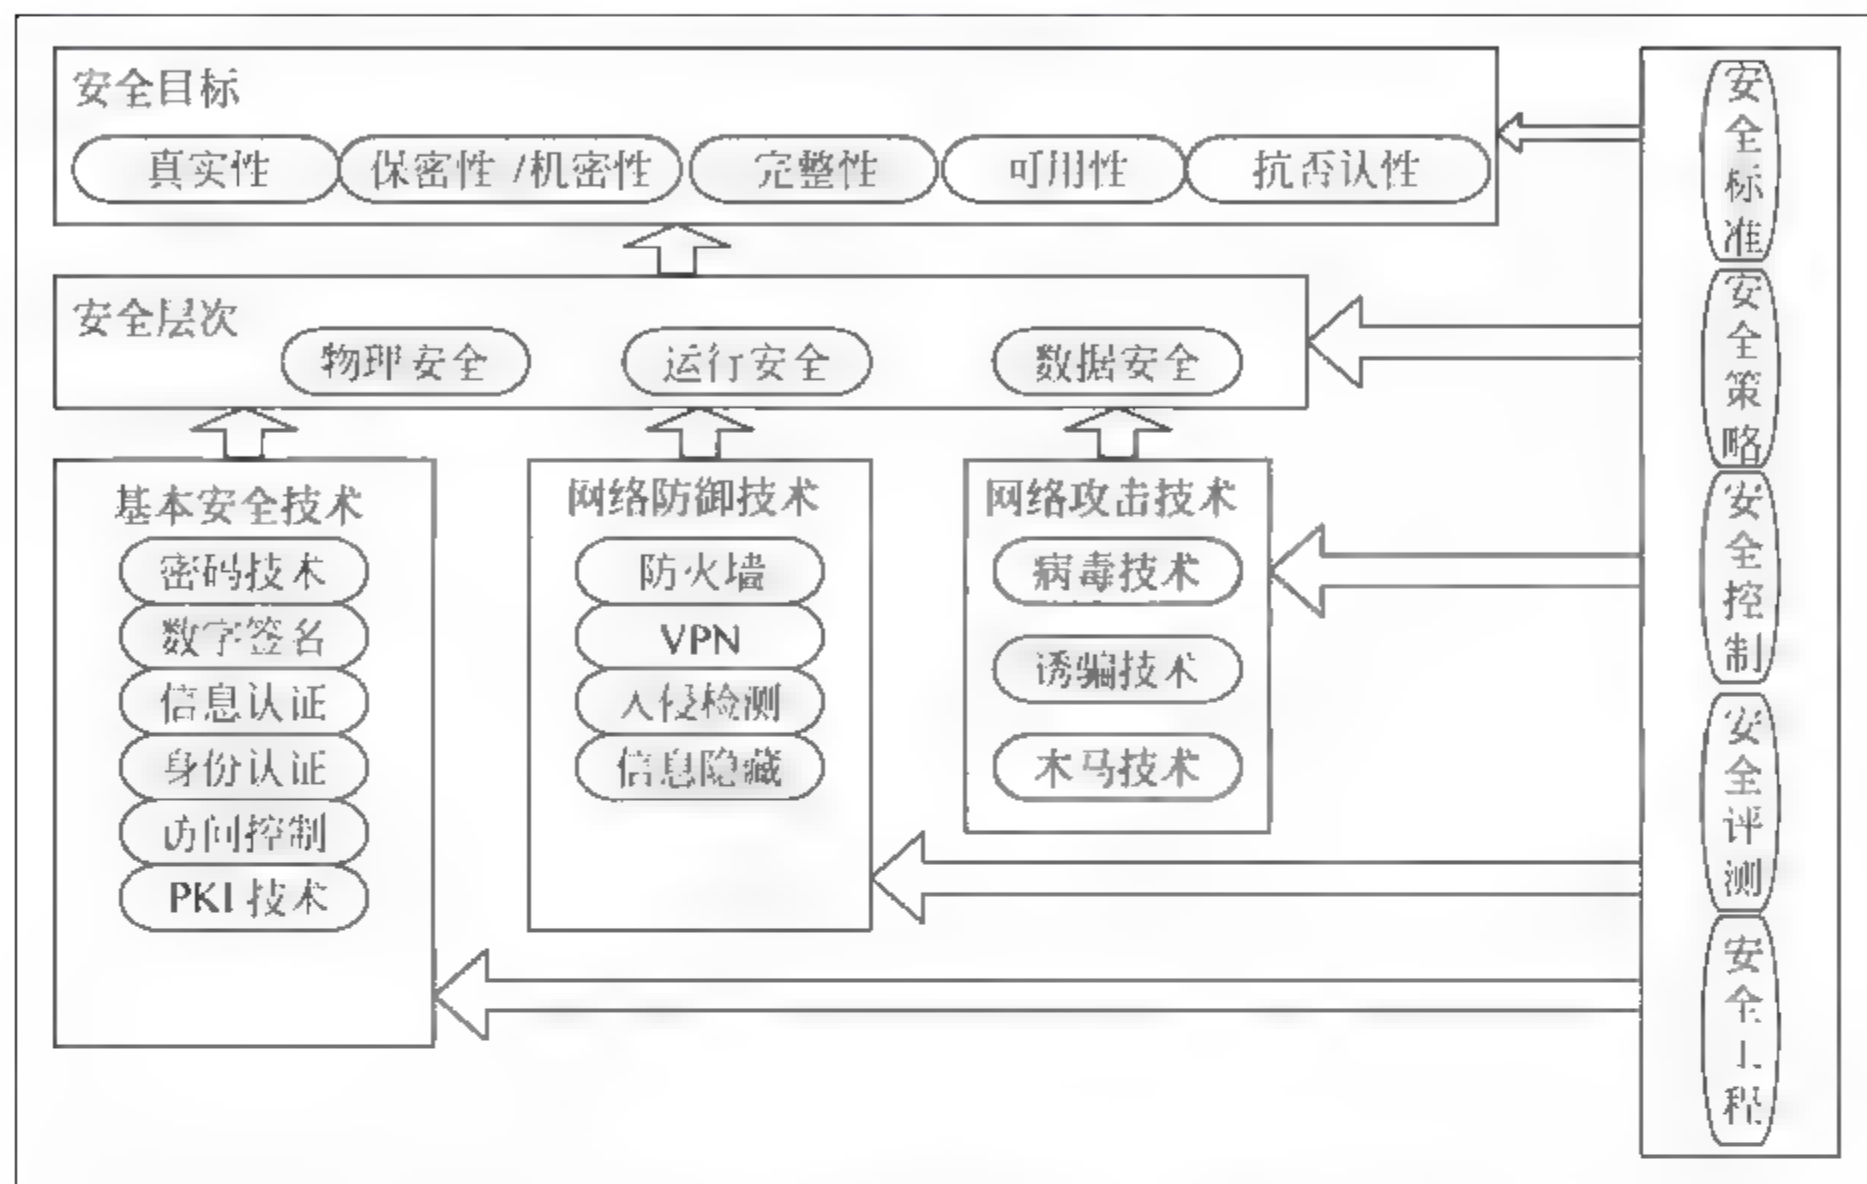 安全目标
真实性
保密性/机密性
完整性
可用性
抗否认性
安全层次
物理安全
运行安全
数据安全
基本安全技术
密码技术
数字签名
信息认证
身份认证
访问控制
PKI 技术
网络防御技术
防火墙
VPN
入侵检测
信息隐藏
网络攻击技术
病毒技术
诱骗技术
木马技术
安全标准
安全策略
安全控制
安全评测
安全工程